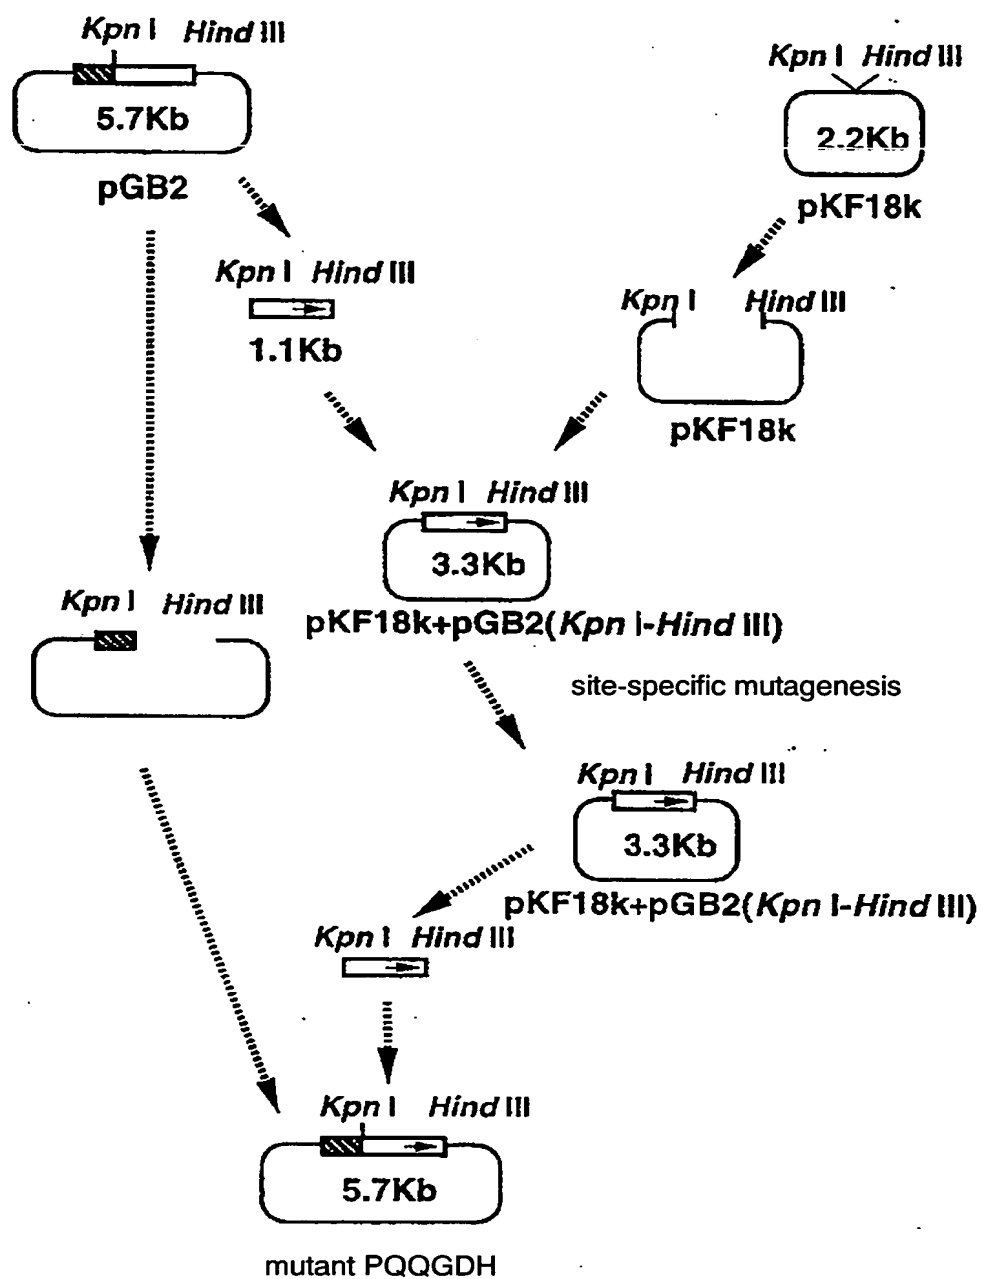 Kpn I Hind III
5.7Kb
pGB2
Kpn I Hind III
2.2Kb
pKF18k
Kpn I Hind III
1.1Kb
Kpn I Hind III
pKF18k
Kpn I Hind III
3.3Kb
pKF18k+pGB2(Kpn I-Hind III)
Kpn I Hind III
site-specific mutagenesis
Kpn I Hind III
3.3Kb
pKF18k+pGB2(Kpn I-Hind III)
Kpn I Hind III
Kpn I Hind III
5.7Kb
mutant PQQGDH